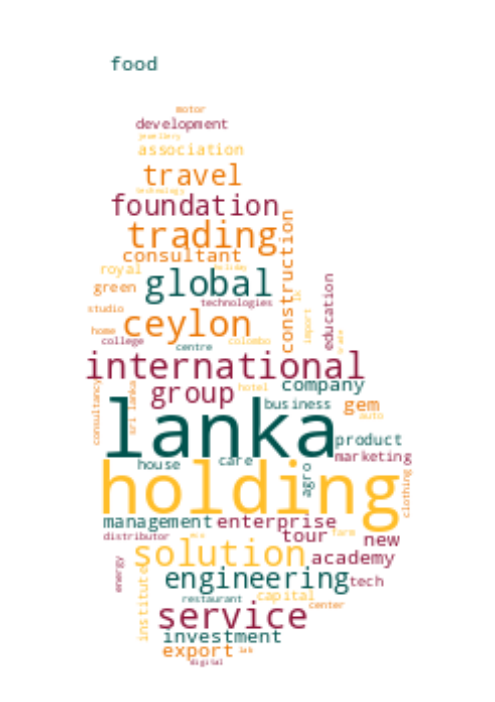 food
motor
development
jewellery
association
travel
technology
foundation
trading
construction
consultant
royal
holiday
global
green
lk
technologies
education
studio
ceylon
import
home
college
centre
colombo
international
group
hotel
company
consultancy
sri lanka
lanka
business
gem
auto
product
house
care
marketing
agro
holding
clothing
management
enterprise
distributor
eco
tour
farm
new
solution
academy
energy
institute
engineering
tech
restaurant
capital
center
service
investment
export
lab
digital